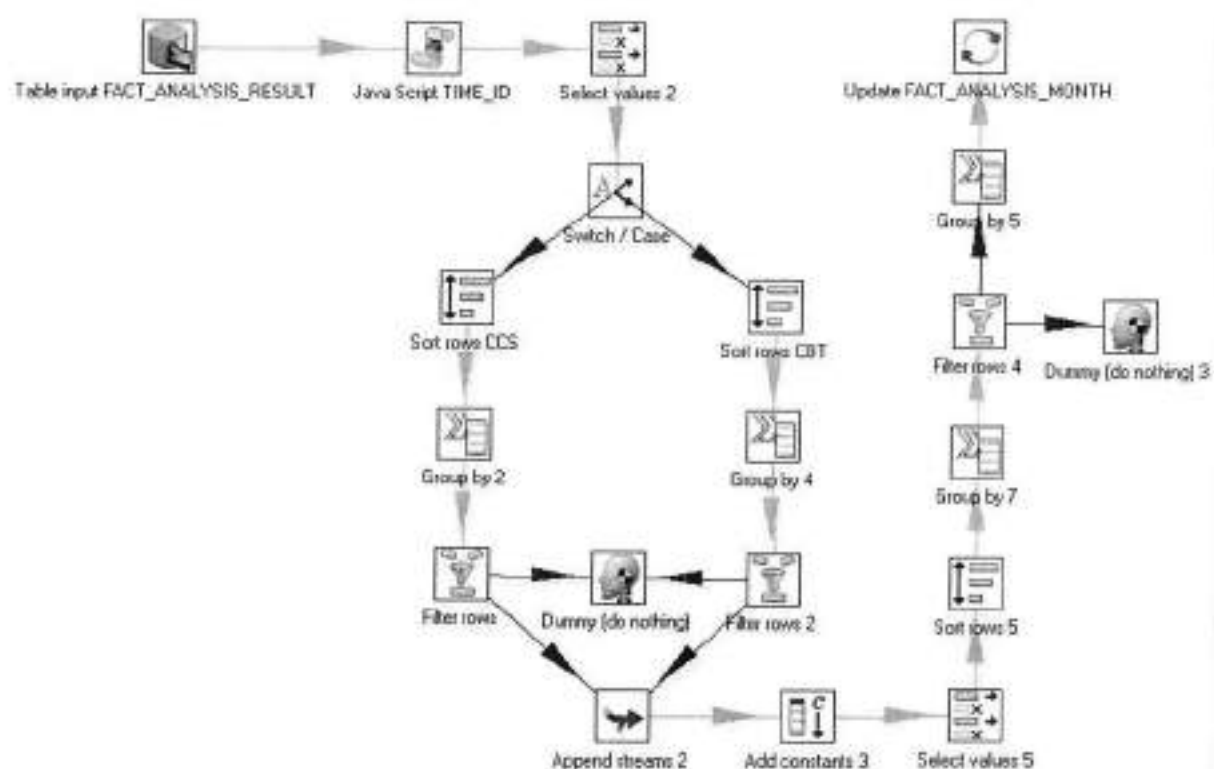 Table input FACT_ANALYSIS_RESULT
Java Script TIME_ID
Select values 2
Update FACT_ANALYSIS_MONTH
Switch / Case
Group by 5
Sort rows CCS
Sort rows CBT
Filter rows 4
Dummy (do nothing) 3
Group by 2
Group by 4
Group by 7
Filter rows
Dummy (do nothing)
Filter rows 2
Sort rows 5
Append streams 2
Add constants 3
Select values 5